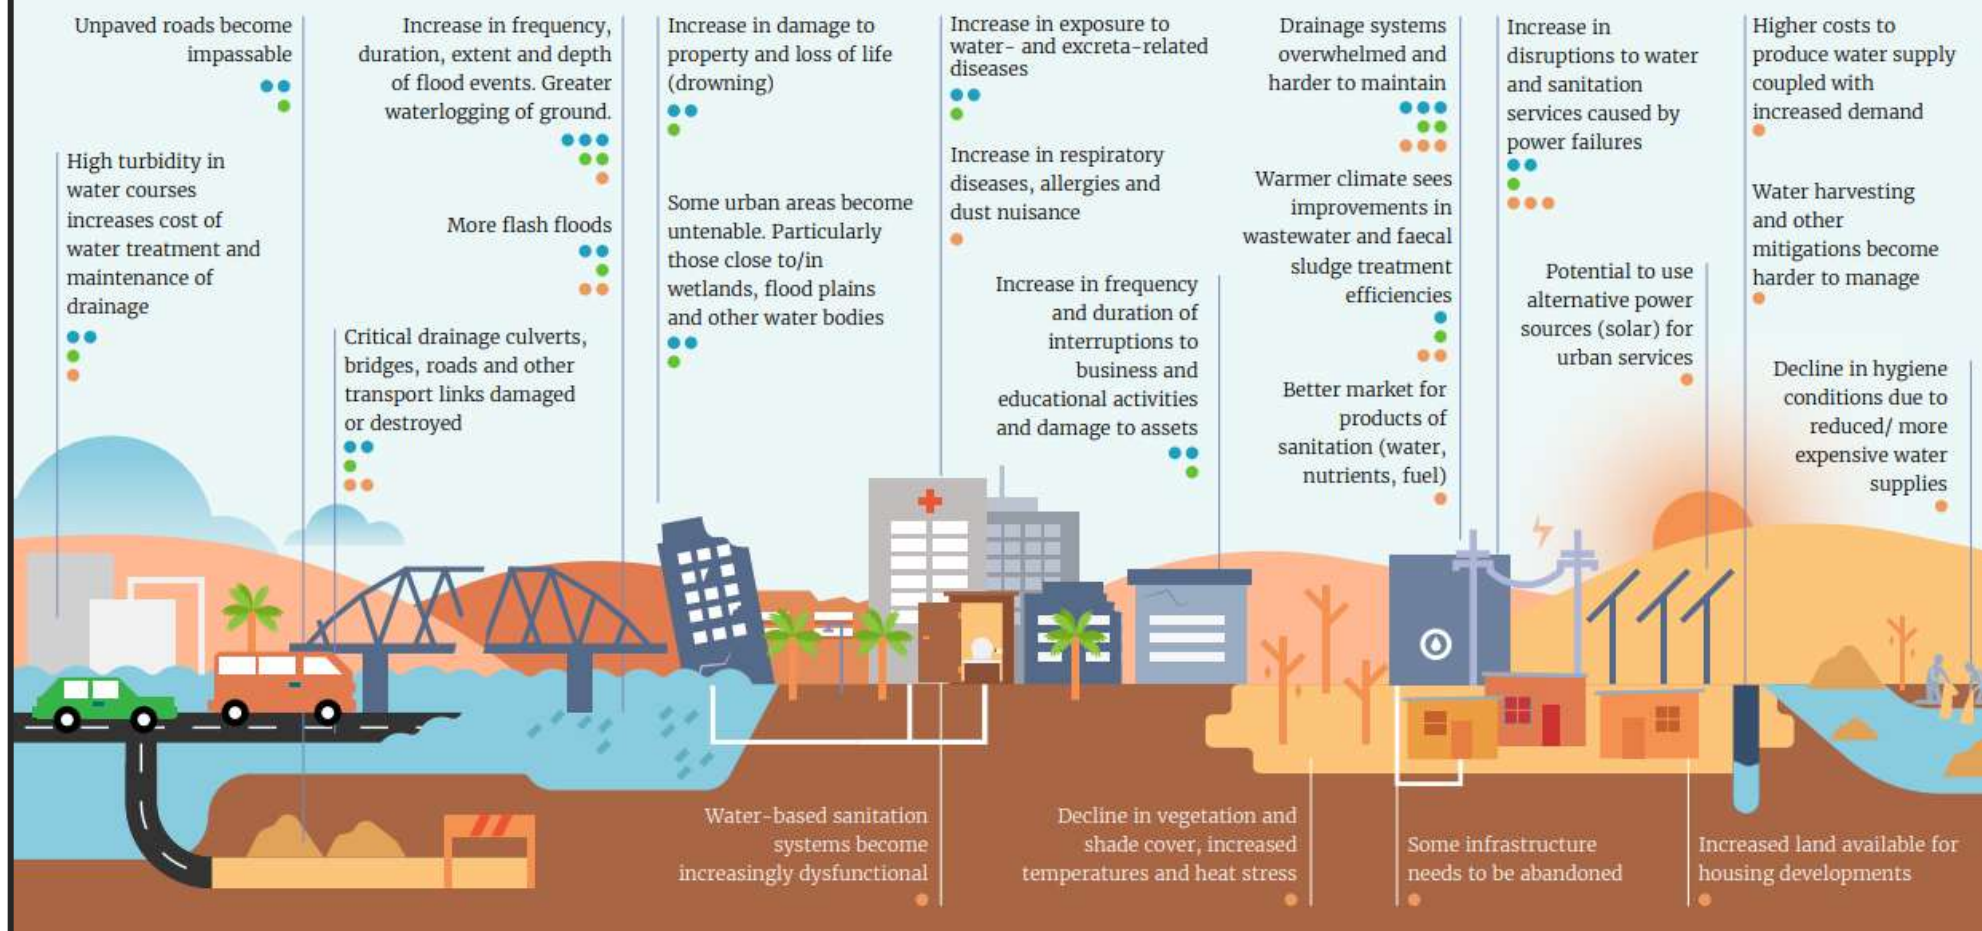 Unpaved roads become
impassable
High turbidity in
water courses
increases cost of
water treatment and
maintenance of
drainage
Increase in frequency,
duration, extent and depth
of flood events. Greater
waterlogging of ground.
More flash floods
Critical drainage culverts,
bridges, roads and other
transport links damaged
or destroyed
Increase in damage to
property and loss of life
(drowning)
Some urban areas become
untenable. Particularly
those close to/in
wetlands, flood plains
and other water bodies
Increase in exposure to
water- and excreta-related
diseases
Increase in respiratory
diseases, allergies and
dust nuisance
Increase in frequency
and duration of
interruptions to
business and
educational activities
and damage to assets
Drainage systems
overwhelmed and
harder to maintain
Warmer climate sees
improvements in
wastewater and faecal
sludge treatment
efficiencies
Better market for
products of
sanitation (water,
nutrients, fuel)
Increase in
disruptions to water
and sanitation
services caused by
power failures
Potential to use
alternative power
sources (solar) for
urban services
Higher costs to
produce water supply
coupled with
increased demand
Water harvesting
and other
mitigations become
harder to manage
Decline in hygiene
conditions due to
reduced/ more
expensive water
supplies
Water-based sanitation
systems become
increasingly dysfunctional
Decline in vegetation and
shade cover, increased
temperatures and heat stress
Some infrastructure
needs to be abandoned
Increased land available for
housing developments